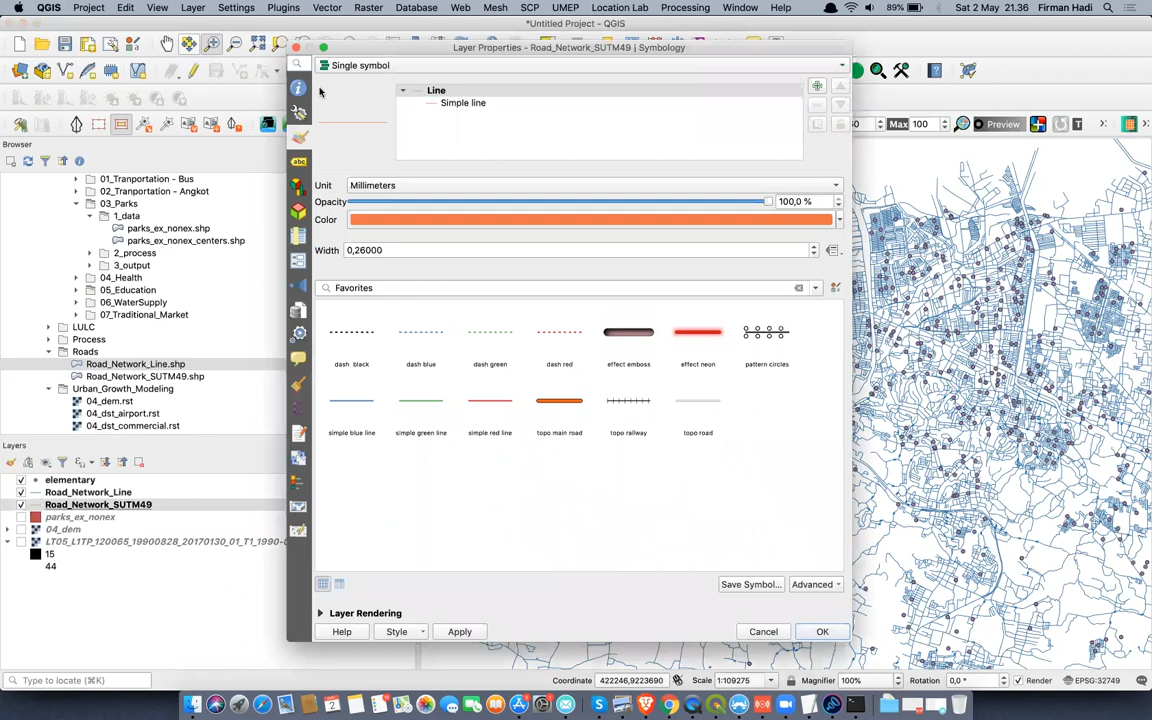 QGIS Project Edit View Layer Settings Plugins Vector Raster Database Web Mesh SCP UMEP Location Lab Processing Window Help 89% Sat 2 May 21.36 Firman Hadi
*Untitled Project - QGIS
Layer Properties - Road_Network_SUTM49 | Symbology
Single symbol
Line
Simple line
Max 100
Preview
T
abc
Browser
01_Tranportation - Bus
02_Tranportation - Angkot
03_Parks
1_data
parks_ex_nonex.shp
parks_ex_nonex_centers.shp
2_process
3_output
04_Health
05_Education
06_WaterSupply
07_Traditional_Market
LULC
Process
Roads
Road_Network_Line.shp
Road_Network_SUTM49.shp
Urban_Growth_Modeling
04_dem.rst
04_dst_airport.rst
04_dst_commercial.rst
Unit Millimeters
Opacity 100,0 %
Color
Width 0,26000
Favorites
dash black dash blue dash green dash red effect emboss effect neon pattern circles
simple blue line simple green line simple red line topo main road topo railway topo road
Save Symbol... Advanced
Layer Rendering
Help Style Apply Cancel OK
Layers
elementary
Road_Network_Line
Road_Network_SUTM49
parks_ex_nonex
04_dem
LT05_L1TP_120065_19900828_20170130_01_T1_1990-
15
44
Type to locate (⌘K)
Coordinate 422246,9223690 Scale 1:109275 Magnifier 100% Rotation 0,0 ° Render EPSG:32749